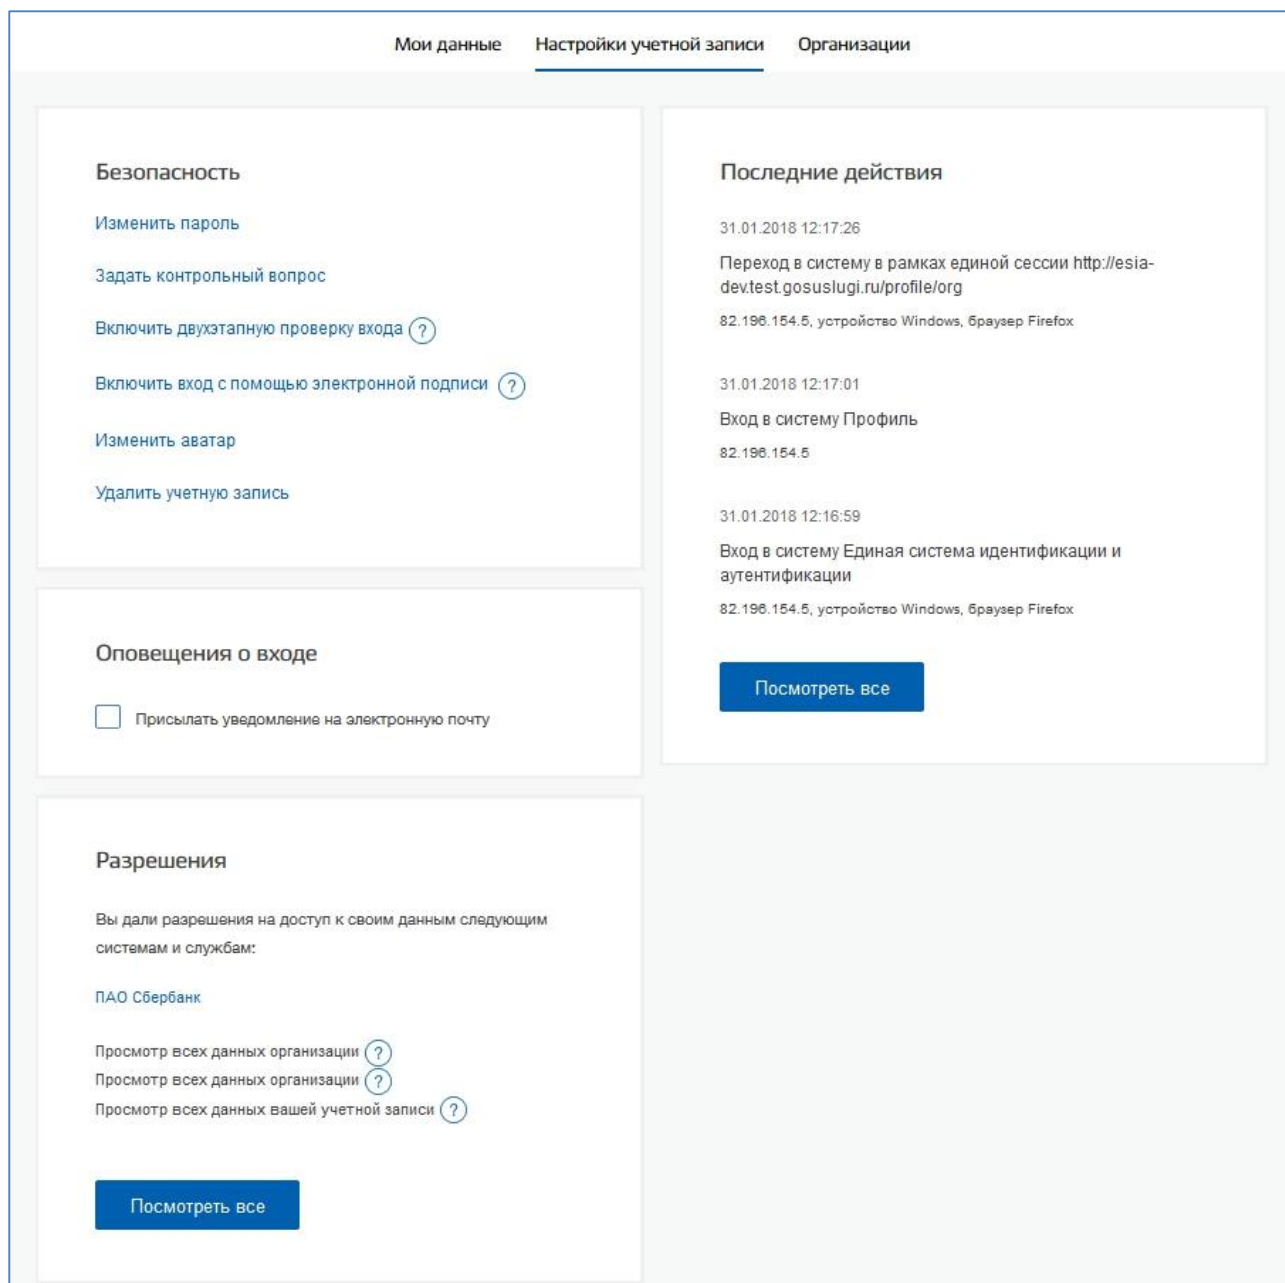 Мои данные Настройки учетной записи Организации
Безопасность
Изменить пароль
Задать контрольный вопрос
Включить двухэтапную проверку входа ?
Включить вход с помощью электронной подписи ?
Изменить аватар
Удалить учетную запись
Оповещения о входе
Присылать уведомление на электронную почту
Разрешения
Вы дали разрешения на доступ к своим данным следующим
системам и службам:
ПАО Сбербанк
Просмотр всех данных организации ?
Просмотр всех данных организации ?
Просмотр всех данных вашей учетной записи ?
Посмотреть все
Последние действия
31.01.2018 12:17:26
Переход в систему в рамках единой сессии http://esia-
dev.test.gosuslugi.ru/profile/org
82.196.154.5, устройство Windows, браузер Firefox
31.01.2018 12:17:01
Вход в систему Профиль
82.196.154.5
31.01.2018 12:16:59
Вход в систему Единая система идентификации и
аутентификации
82.196.154.5, устройство Windows, браузер Firefox
Посмотреть все